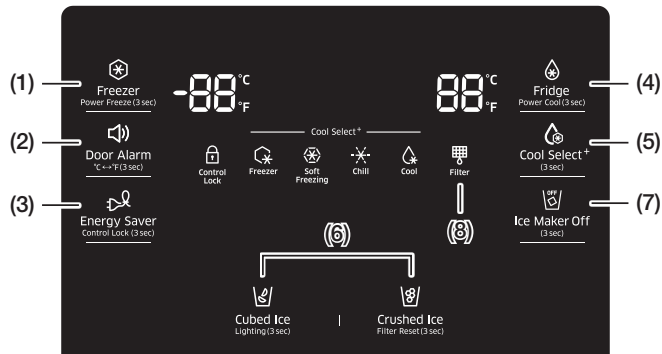 (1)
Freezer
Power Freeze (3 sec)
-88 °C
°F
88 °C
°F
(4)
Fridge
Power Cool (3 sec)
(2)
Door Alarm
°C ↔ °F (3 sec)
Cool Select+
Control
Lock
Freezer
Soft
Freezing
Chill
Cool
Filter
(5)
Cool Select+
(3 sec)
(3)
Energy Saver
Control Lock (3 sec)
(6)
(8)
(7)
OFF
Ice Maker Off
(3 sec)
Cubed Ice
Lighting (3 sec)
|
Crushed Ice
Filter Reset (3 sec)